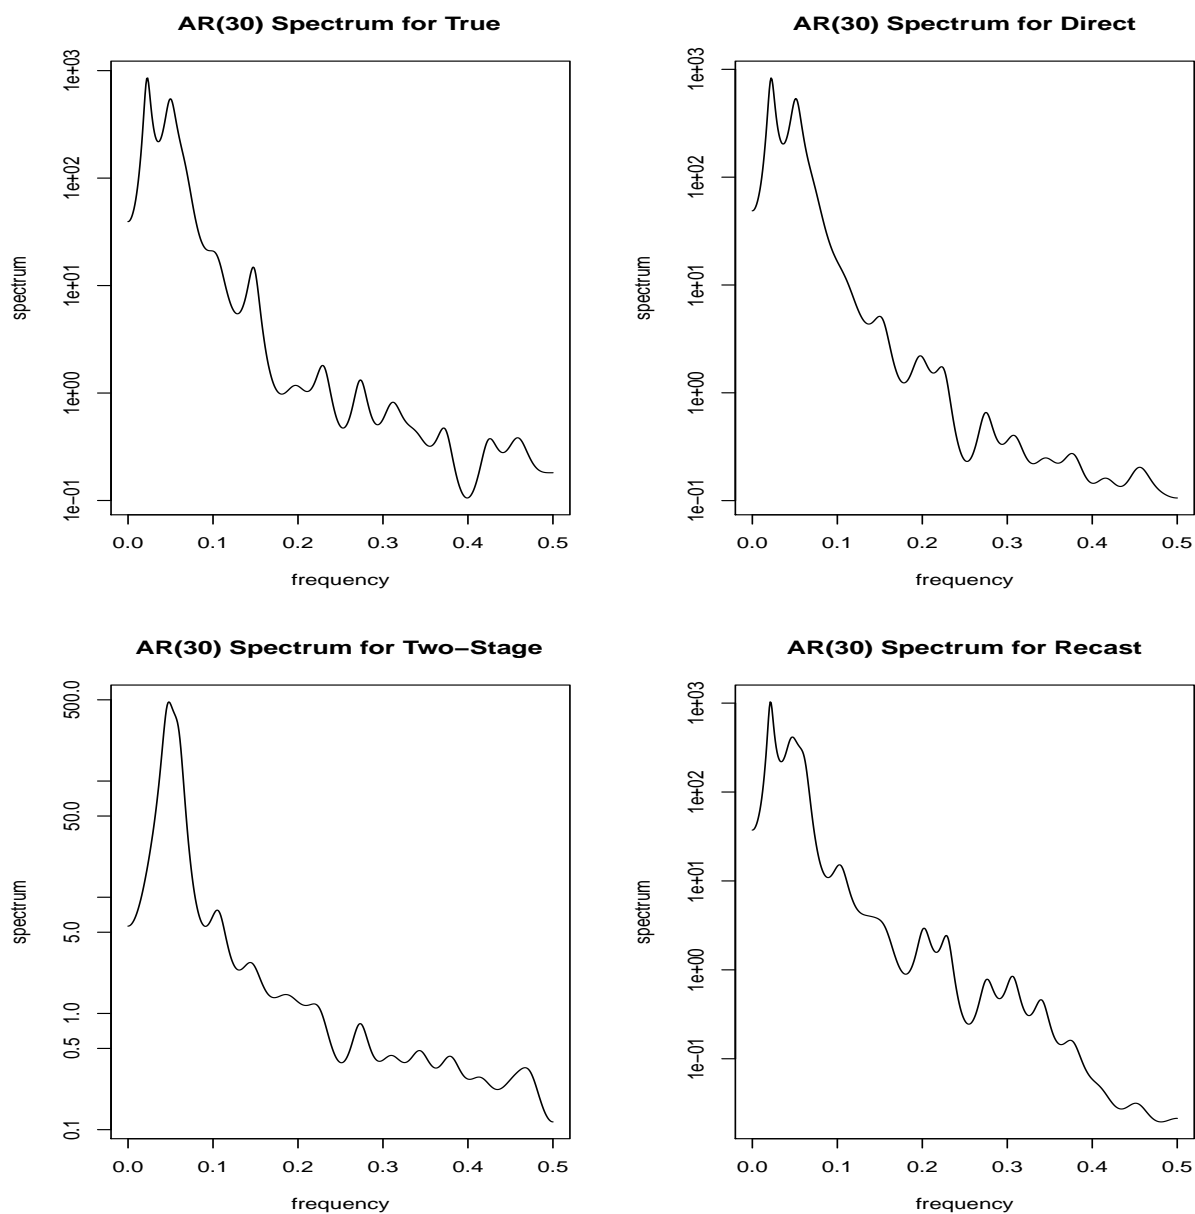 AR(30) Spectrum for True
spectrum
1e+03
1e+02
1e+01
1e+00
1e−01
0.0 0.1 0.2 0.3 0.4 0.5
frequency
AR(30) Spectrum for Direct
spectrum
1e+03
1e+02
1e+01
1e+00
1e−01
0.0 0.1 0.2 0.3 0.4 0.5
frequency
AR(30) Spectrum for Two−Stage
spectrum
500.0
50.0
5.0
1.0
0.5
0.1
0.0 0.1 0.2 0.3 0.4 0.5
frequency
AR(30) Spectrum for Recast
spectrum
1e+03
1e+02
1e+01
1e+00
1e−01
0.0 0.1 0.2 0.3 0.4 0.5
frequency